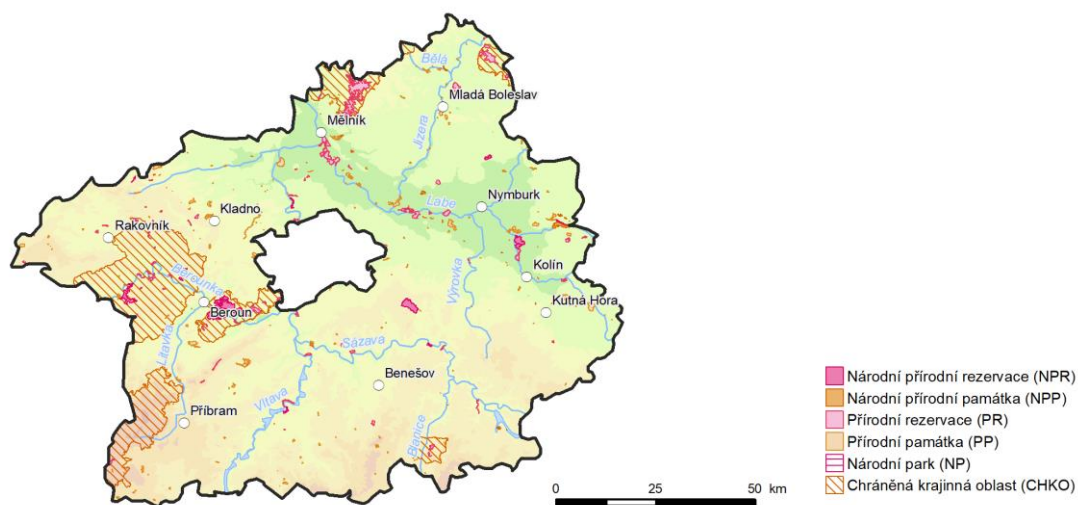 Bělá
Mladá Boleslav
Jizera
Mělník
Labe
Nymburk
Kladno
Rakovník
Berounka
Beroun
Výrovka
Kolín
Kutná Hora
Litavka
Sázava
Benešov
Vltava
Příbram
Blanice
Národní přírodní rezervace (NPR)
Národní přírodní památka (NPP)
Přírodní rezervace (PR)
Přírodní památka (PP)
Národní park (NP)
Chráněná krajinná oblast (CHKO)
0 25 50 km